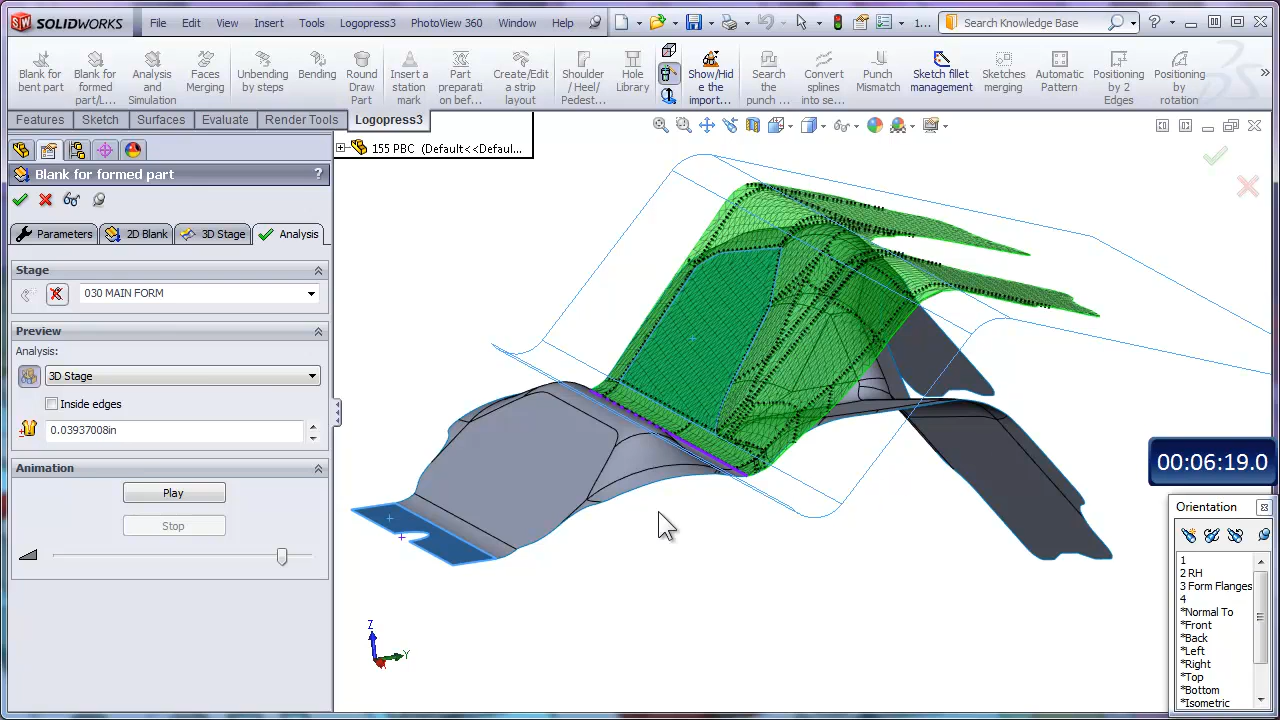 SOLIDWORKS File Edit View Insert Tools Logopress3 PhotoView 360 Window Help 1... Search Knowledge Base ?
Blank for bent part
Blank for formed part/L...
Analysis and Simulation
Faces Merging
Unbending by steps
Bending
Round Draw Part
Insert a station mark
Part preparati on bef...
Create/Edit a strip layout
Shoulder / Heel / Pedest...
Hole Library
Show/Hid e the import...
Search the punch ...
Convert splines into se...
Punch Mismatch
Sketch fillet management
Sketches merging
Automatic Pattern
Positioning by 2 Edges
Positioning by rotation
Features Sketch Surfaces Evaluate Render Tools Logopress3
155 PBC (Default<<Defaul...
Blank for formed part ?
Parameters 2D Blank 3D Stage Analysis
Stage
030 MAIN FORM
Preview
Analysis:
3D Stage
Inside edges
0.03937008in
Animation
Play
Stop
00:06:19.0
Orientation
1
2 RH
3 Form Flanges
4
*Normal To
*Front
*Back
*Left
*Right
*Top
*Bottom
*Isometric
Z
Y